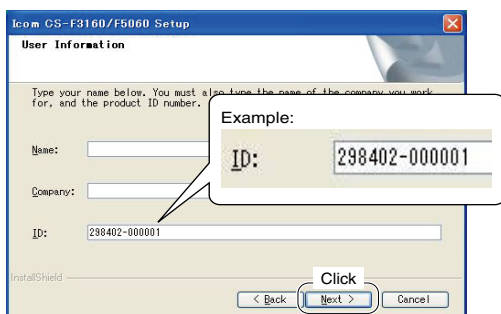 Icom CS-F3160/F5060 Setup
User Information
Type your name below. You must also type the name of the company you work
for, and the product ID number.
Example:
ID: 298402-000001
Name:
Company:
ID: 298402-000001
InstallShield
Click
< Back Next > Cancel